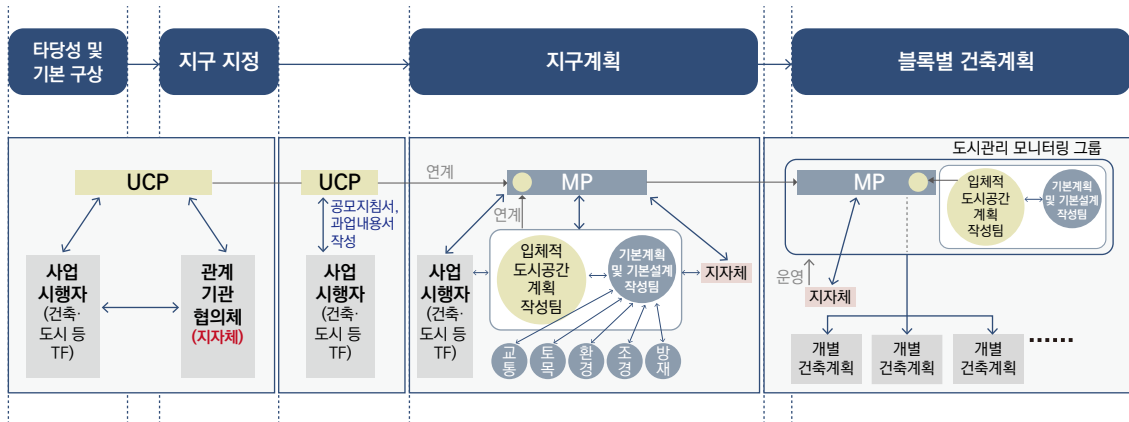 타당성 및
기본 구상
지구 지정
지구계획
블록별 건축계획
UCP
사업
시행자
(건축·
도시 등
TF)
관계
기관
협의체
(지자체)
UCP
공모지침서,
과업내용서
작성
사업
시행자
(건축·
도시 등
TF)
연계
MP
연계
사업
시행자
(건축·
도시 등
TF)
입체적
도시공간
계획
작성팀
기본계획
및 기본설계
작성팀
지자체
교통
토목
환경
조경
방재
도시관리 모니터링 그룹
MP
입체적
도시공간
계획
작성팀
기본계획
및 기본설계
작성팀
운영
지자체
개별
건축계획
개별
건축계획
개별
건축계획
······